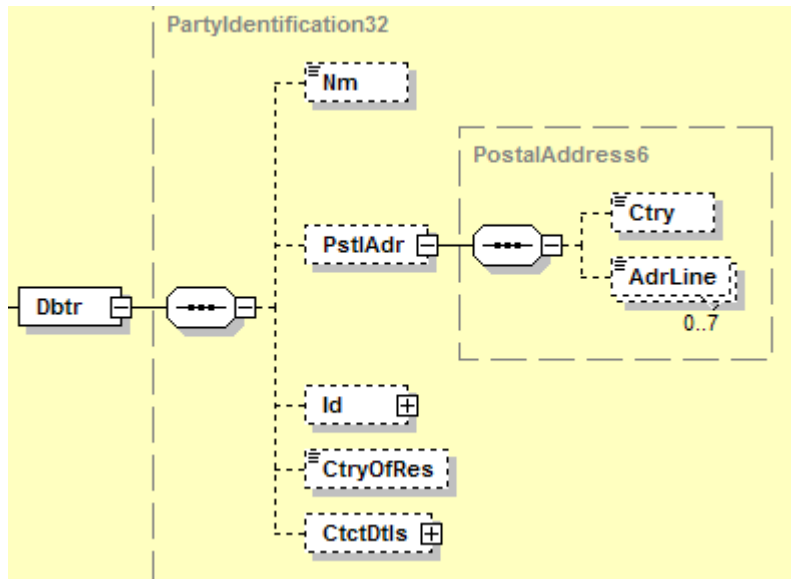 PartyIdentification32
Nm
PostalAddress6
Ctry
PstlAdr
AdrLine
0..7
Dbtr
Id
CtryOfRes
CtctDtls